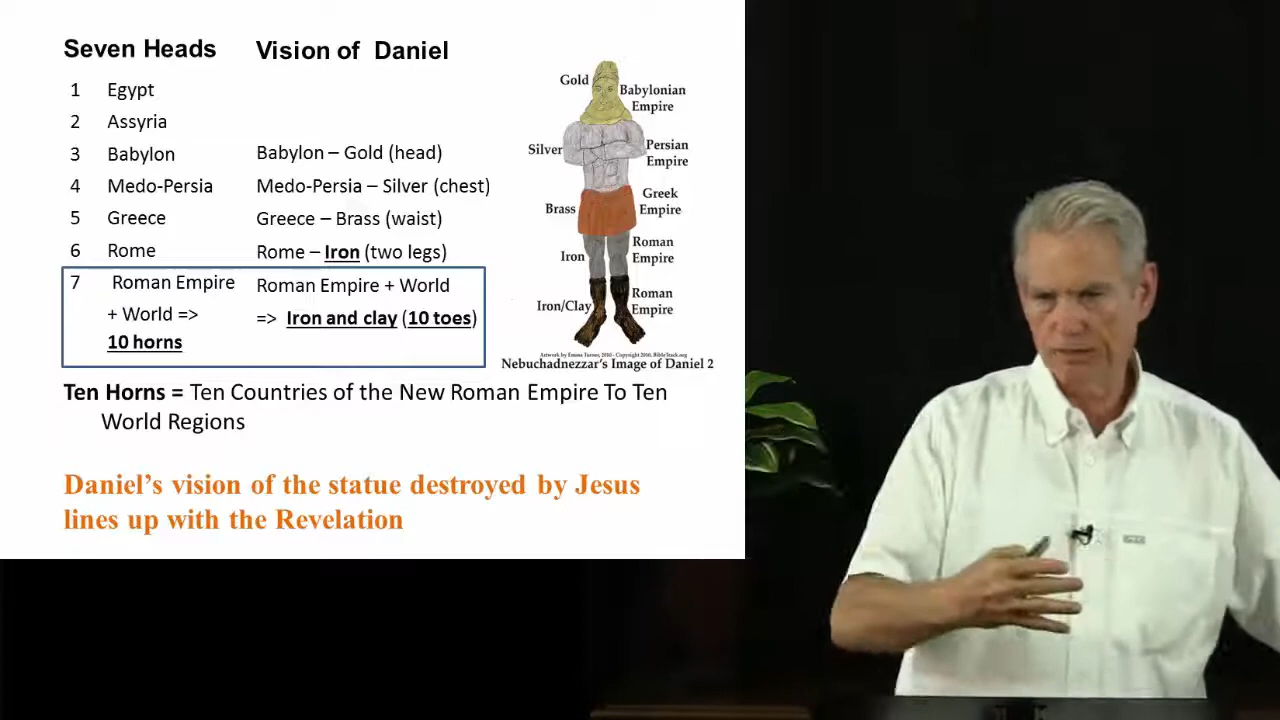 Seven Heads Vision of Daniel
1 Egypt
2 Assyria
3 Babylon Babylon – Gold (head)
4 Medo-Persia Medo-Persia – Silver (chest)
5 Greece Greece – Brass (waist)
6 Rome Rome – Iron (two legs)
7 Roman Empire Roman Empire + World
+ World => => Iron and clay (10 toes)
10 horns
Gold
Babylonian
Empire
Silver
Persian
Empire
Brass
Greek
Empire
Iron
Roman
Empire
Iron/Clay
Roman
Empire
Nebuchadnezzar's Image of Daniel 2
Ten Horns = Ten Countries of the New Roman Empire To Ten
World Regions
Daniel's vision of the statue destroyed by Jesus
lines up with the Revelation